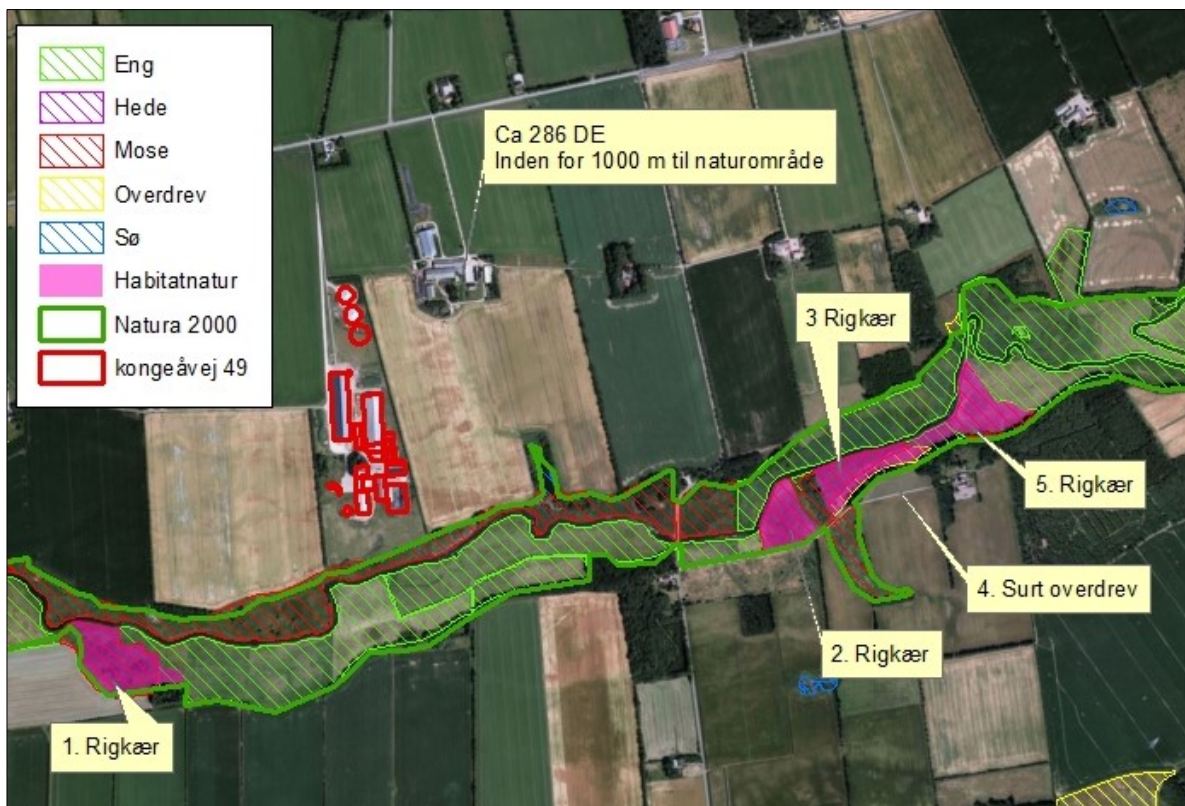 Eng
Hede
Mose
Overdrev
Sø
Habitatnatur
Natura 2000
kongeåvej 49
Ca 286 DE
Inden for 1000 m til naturområde
3 Rigkær
5. Rigkær
4. Surt overdrev
2. Rigkær
1. Rigkær